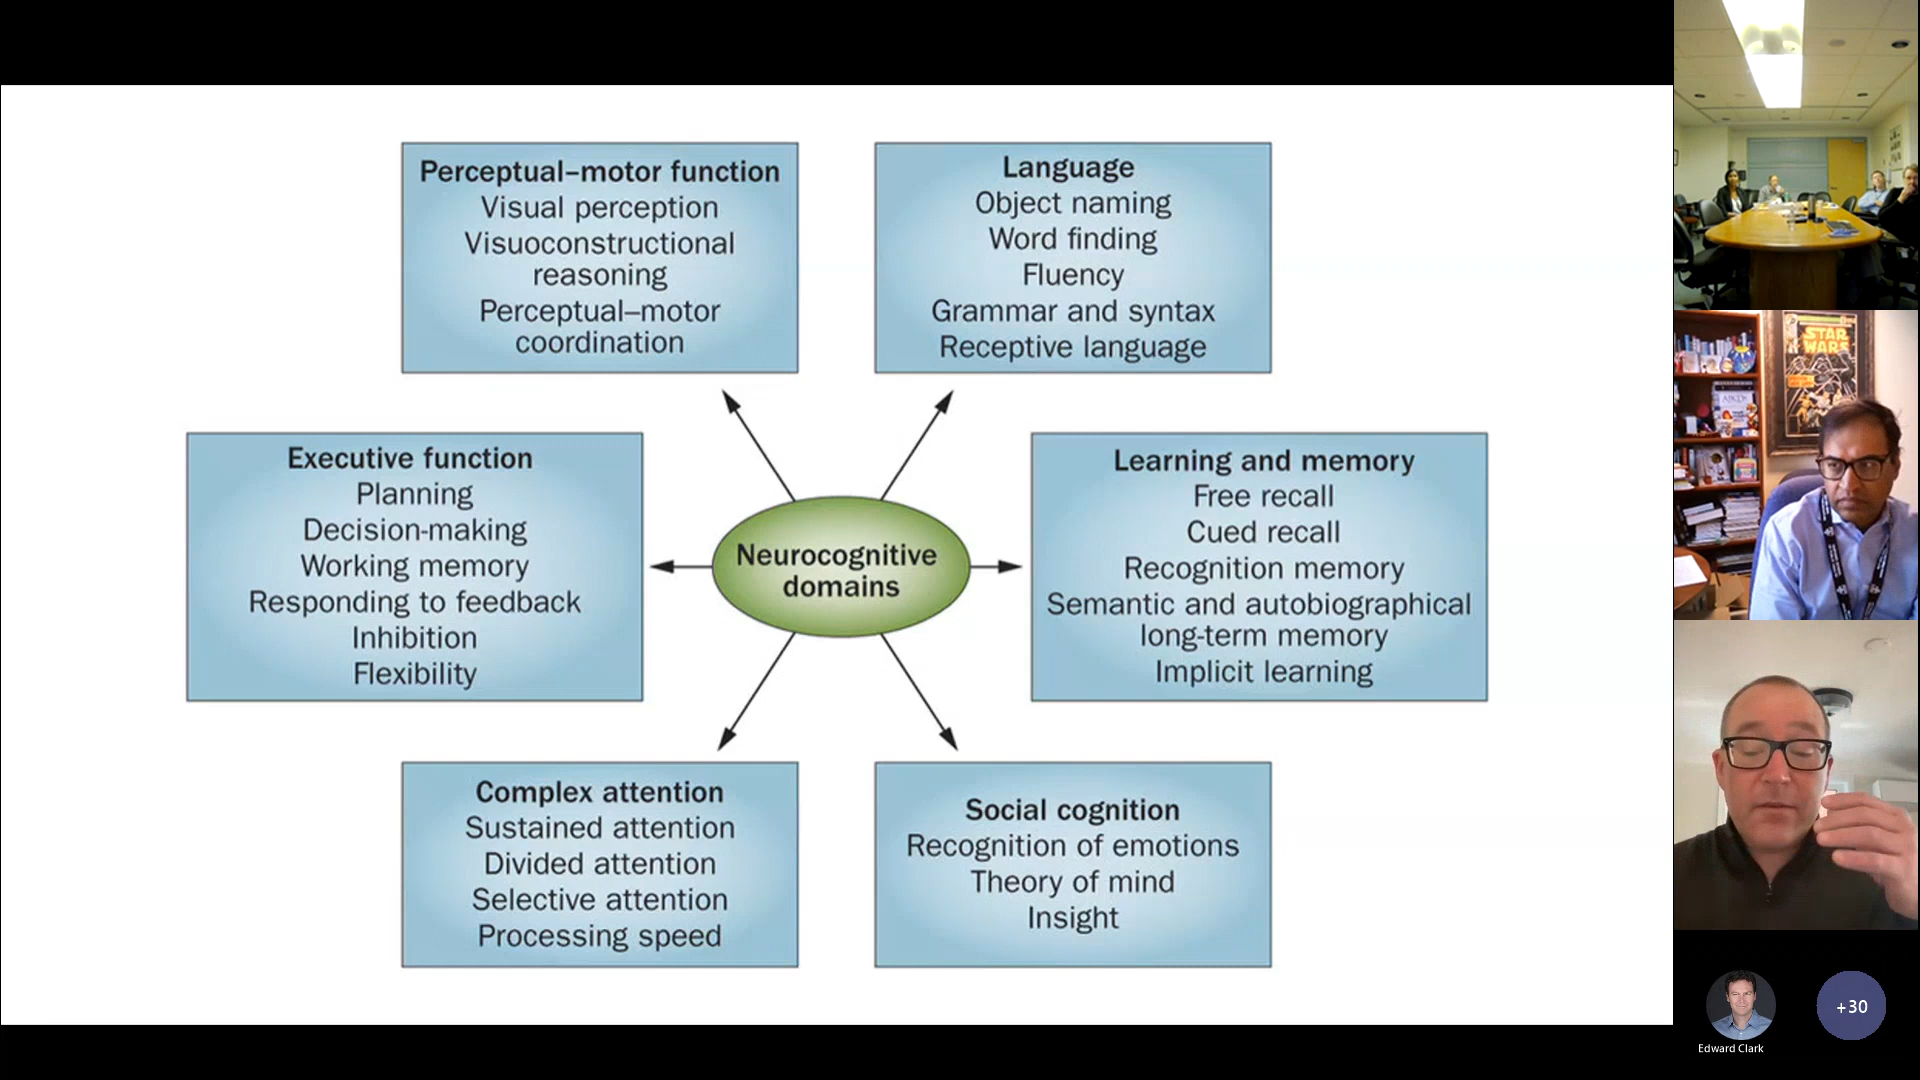 Perceptual–motor function
Visual perception
Visuoconstructional
reasoning
Perceptual–motor
coordination
Language
Object naming
Word finding
Fluency
Grammar and syntax
Receptive language
Executive function
Planning
Decision-making
Working memory
Responding to feedback
Inhibition
Flexibility
Neurocognitive
domains
Learning and memory
Free recall
Cued recall
Recognition memory
Semantic and autobiographical
long-term memory
Implicit learning
Complex attention
Sustained attention
Divided attention
Selective attention
Processing speed
Social cognition
Recognition of emotions
Theory of mind
Insight
STAR
WARS
+30
Edward Clark